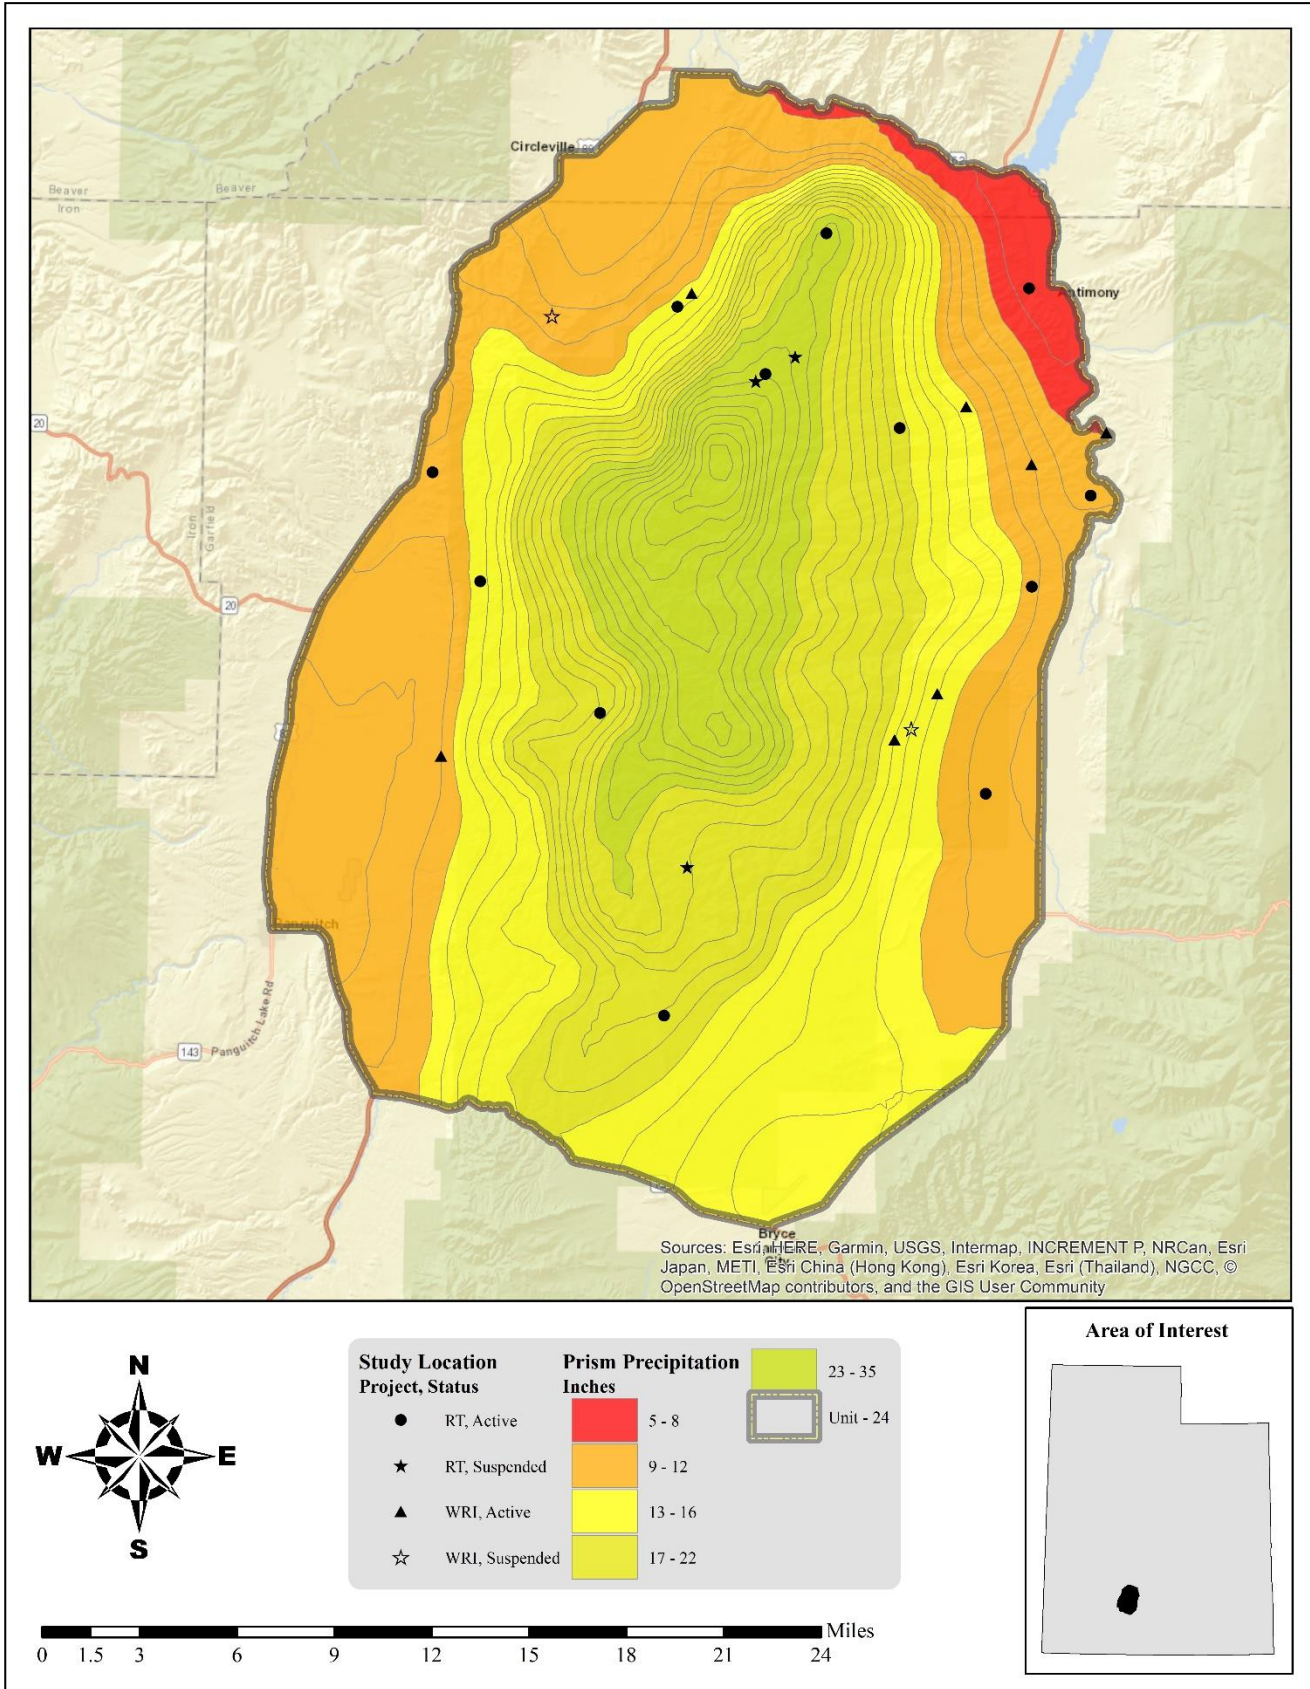 Circleville
89
62
Beaver
Beaver
Iron
Antimony
20
Iron
Garfield
20
Panguitch
Panguitch Lake Rd
143
Bryce
City
Sources: Esri, HERE, Garmin, USGS, Intermap, INCREMENT P, NRCan, Esri
Japan, METI, Esri China (Hong Kong), Esri Korea, Esri (Thailand), NGCC, ©
OpenStreetMap contributors, and the GIS User Community
N
W
E
S
Study Location
Project, Status
RT, Active
RT, Suspended
WRI, Active
WRI, Suspended
Prism Precipitation
Inches
5 - 8
9 - 12
13 - 16
17 - 22
23 - 35
Unit - 24
Area of Interest
0 1.5 3 6 9 12 15 18 21 24 Miles